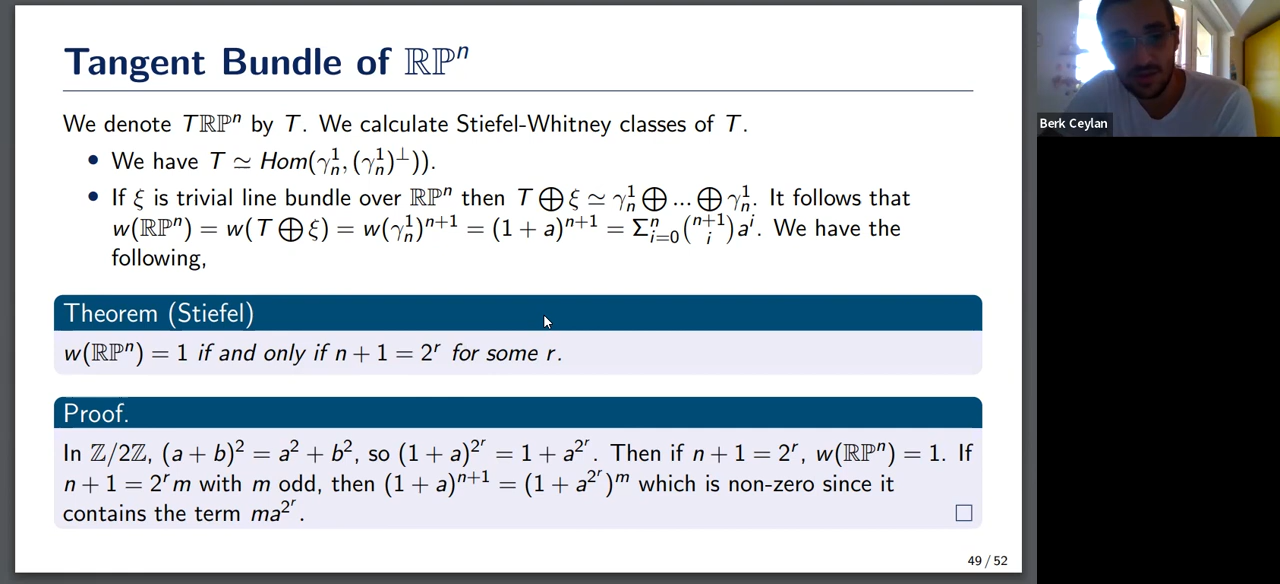 Tangent Bundle of ℝℙⁿ
We denote Tℝℙⁿ by T. We calculate Stiefel-Whitney classes of T.
• We have T ≃ Hom(γ¹ₙ, (γ¹ₙ)^⊥)).
• If ξ is trivial line bundle over ℝℙⁿ then T ⊕ ξ ≃ γ¹ₙ ⊕ ... ⊕ γ¹ₙ. It follows that
w(ℝℙⁿ) = w(T ⊕ ξ) = w(γ¹ₙ)ⁿ⁺¹ = (1 + a)ⁿ⁺¹ = Σⁿᵢ₌₀ (ⁿ⁺¹ᵢ)aⁱ. We have the
following,
Theorem (Stiefel)
w(ℝℙⁿ) = 1 if and only if n + 1 = 2ʳ for some r.
Proof.
In ℤ/2ℤ, (a + b)² = a² + b², so (1 + a)^{2^r} = 1 + a^{2^r}. Then if n + 1 = 2ʳ, w(ℝℙⁿ) = 1. If
n + 1 = 2ʳm with m odd, then (1 + a)ⁿ⁺¹ = (1 + a^{2^r})ᵐ which is non-zero since it
contains the term ma^{2^r}. □
49 / 52
Berk Ceylan